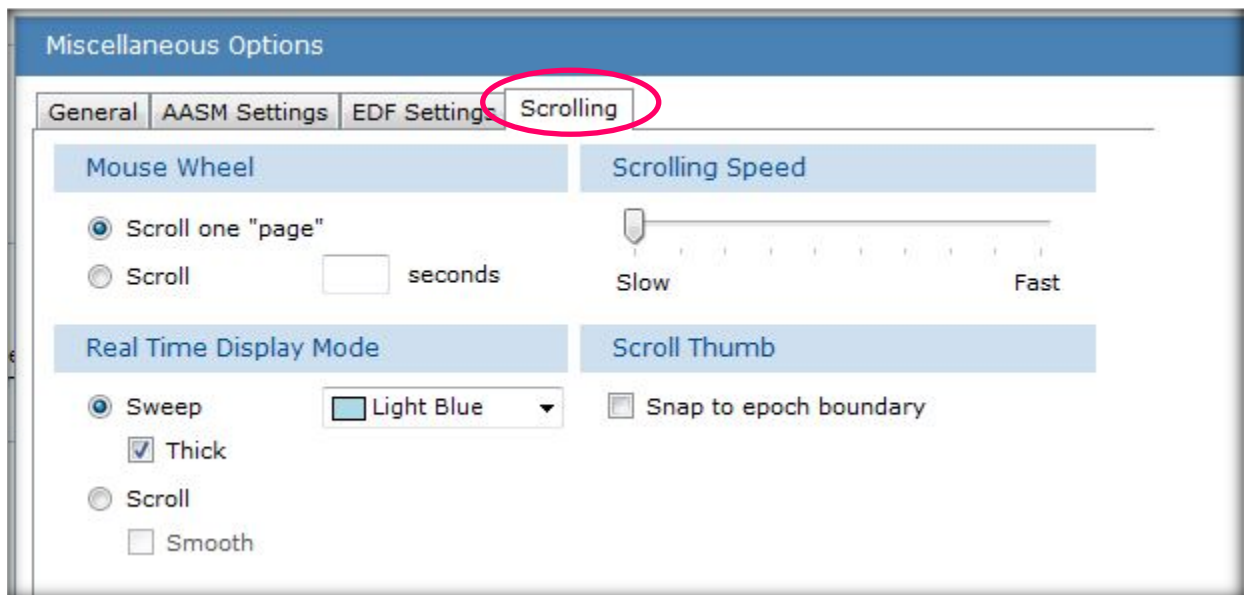 Miscellaneous Options
General AASM Settings EDF Settings Scrolling
Mouse Wheel
Scroll one "page"
Scroll seconds
Scrolling Speed
Slow Fast
Real Time Display Mode
Sweep Light Blue
Thick
Scroll
Smooth
Scroll Thumb
Snap to epoch boundary